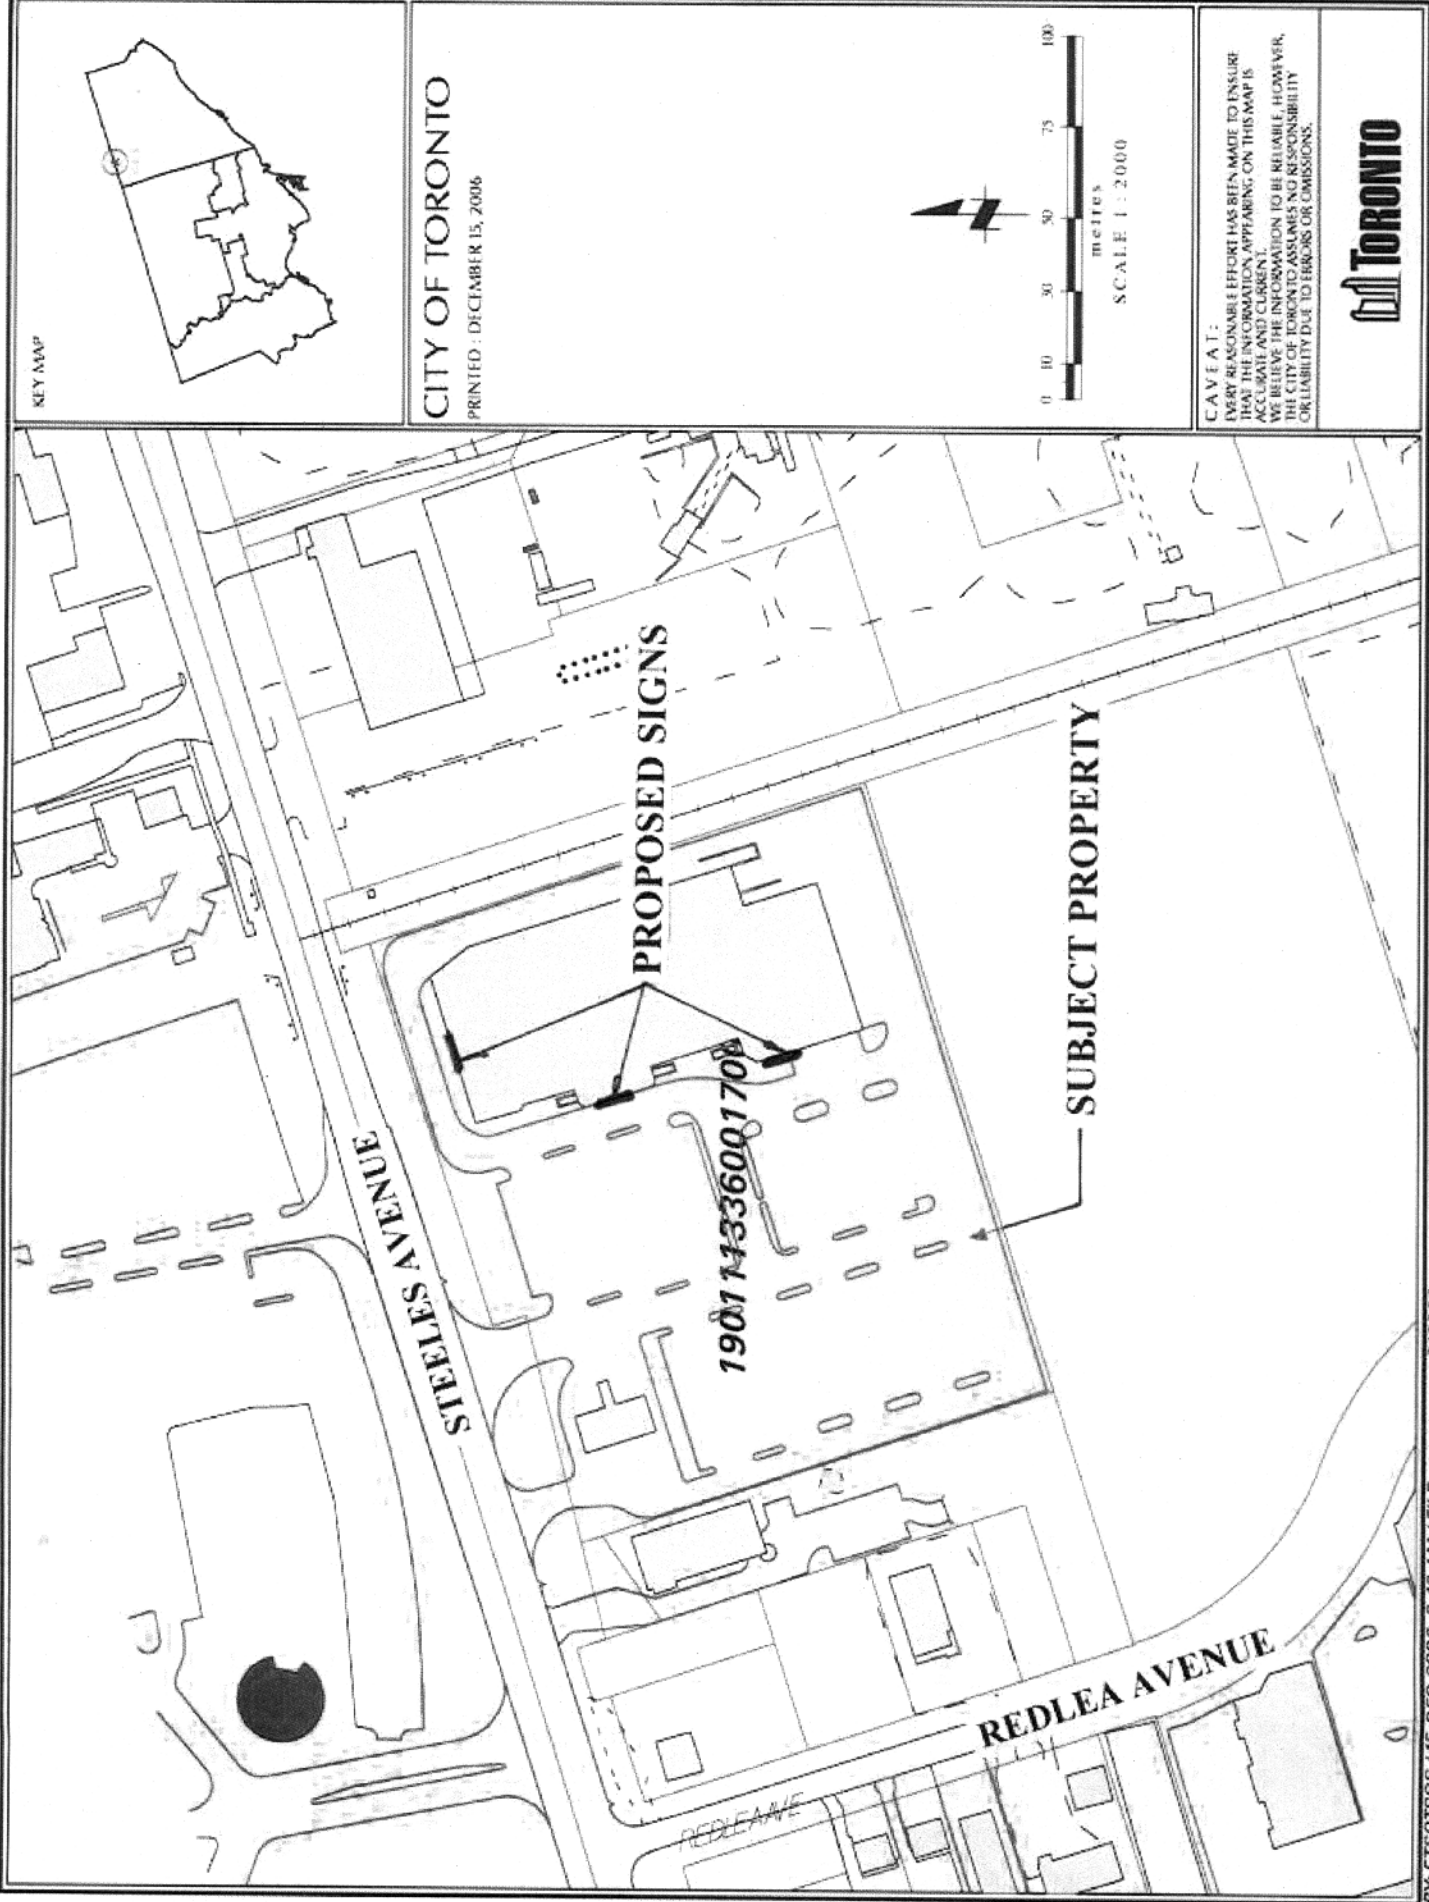 KEY MAP
CITY OF TORONTO
PRINTED : DECEMBER 15, 2006
0 10 30 50 75 100
metres
SCALE 1 : 2000
CAVEAT :
EVERY REASONABLE EFFORT HAS BEEN MADE TO ENSURE
THAT THE INFORMATION APPEARING ON THIS MAP IS
ACCURATE AND CURRENT.
WE BELIEVE THE INFORMATION TO BE RELIABLE, HOWEVER,
THE CITY OF TORONTO ASSUMES NO RESPONSIBILITY
OR LIABILITY DUE TO ERRORS OR OMISSIONS.
TORONTO
STEELES AVENUE
PROPOSED SIGNS
1901133600170
SUBJECT PROPERTY
REDLEA AVE
REDLEA AVENUE